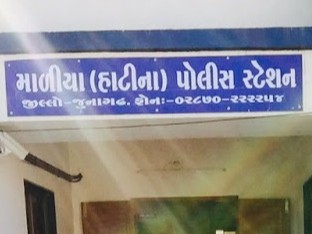 માળીયા (હાટીના) પોલીસ સ્ટેશન
જીલ્લો-જુનાગઢ. ફોનઃ-૦૨૮૭૦-૨૨૨૨૫૪